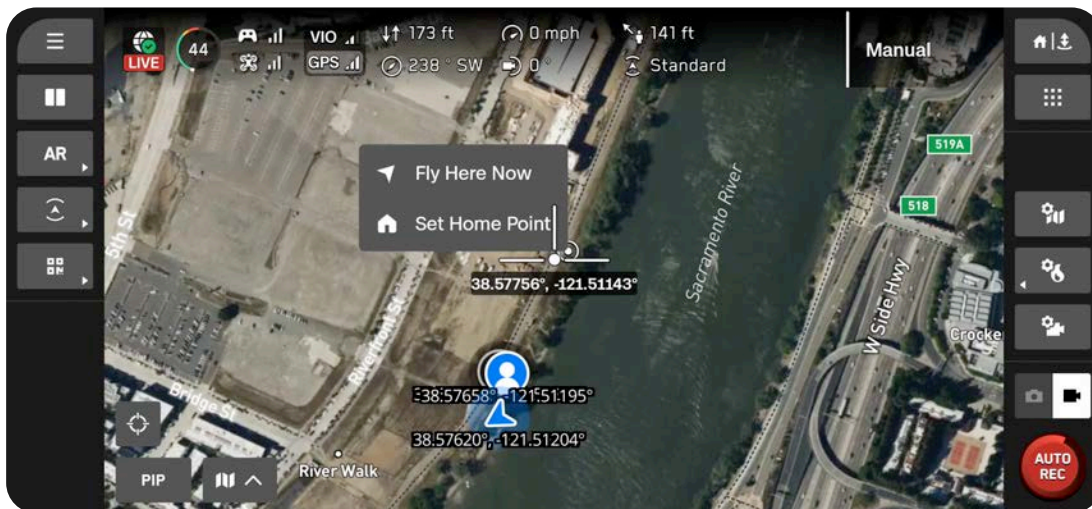 LIVE
44
VIO
GPS
173 ft
238° SW
0 mph
0°
141 ft
Standard
Manual
AR
519A
518
Fly Here Now
Set Home Point
5th St
Sacramento River
38.57756°, -121.51143°
W Side Hwy
Riverfront St
Crocke
-121.51195°
38.57620°, -121.51204°
Bridge St
River Walk
PIP
AUTO
REC